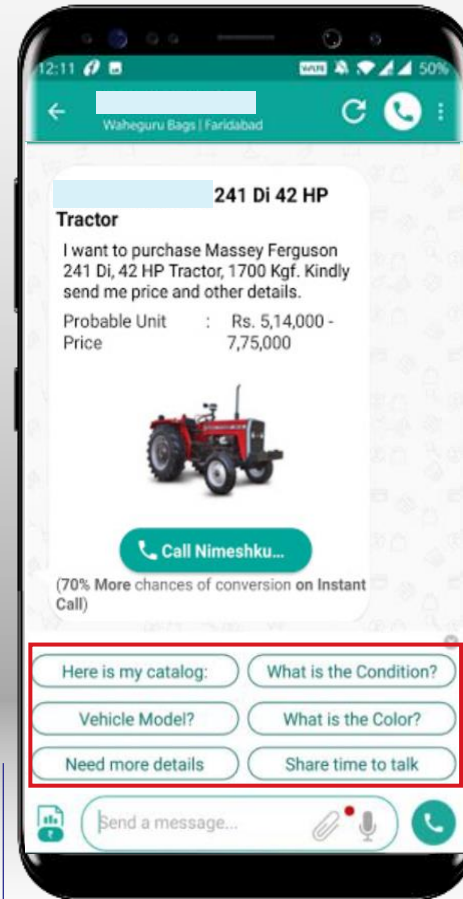 12:11
50%
Waheguru Bags | Faridabad
241 Di 42 HP
Tractor
I want to purchase Massey Ferguson
241 Di, 42 HP Tractor, 1700 Kgf. Kindly
send me price and other details.
Probable Unit : Rs. 5,14,000 -
Price 7,75,000
Call Nimeshku...
(70% More chances of conversion on Instant
Call)
Here is my catalog: What is the Condition?
Vehicle Model? What is the Color?
Need more details Share time to talk
₹ Send a message...